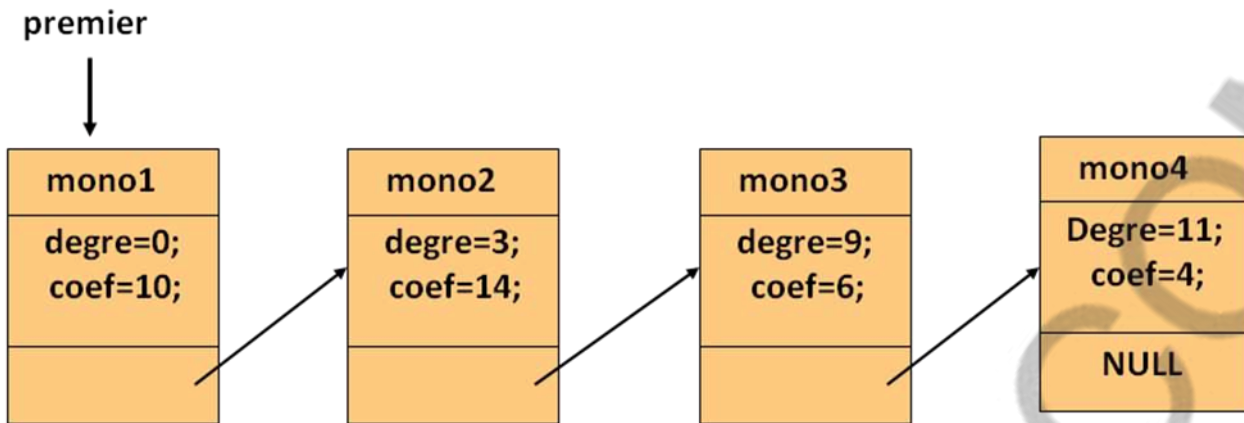 premier
mono1
degre=0;
coef=10;
mono2
degre=3;
coef=14;
mono3
degre=9;
coef=6;
mono4
Degre=11;
coef=4;
NULL